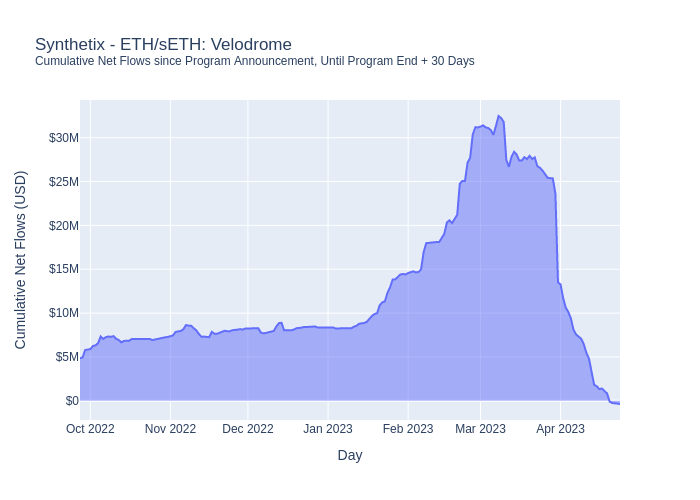 Synthetix - ETH/sETH: Velodrome
Cumulative Net Flows since Program Announcement, Until Program End + 30 Days
Cumulative Net Flows (USD)
$30M
$25M
$20M
$15M
$10M
$5M
$0
Oct 2022 Nov 2022 Dec 2022 Jan 2023 Feb 2023 Mar 2023 Apr 2023
Day